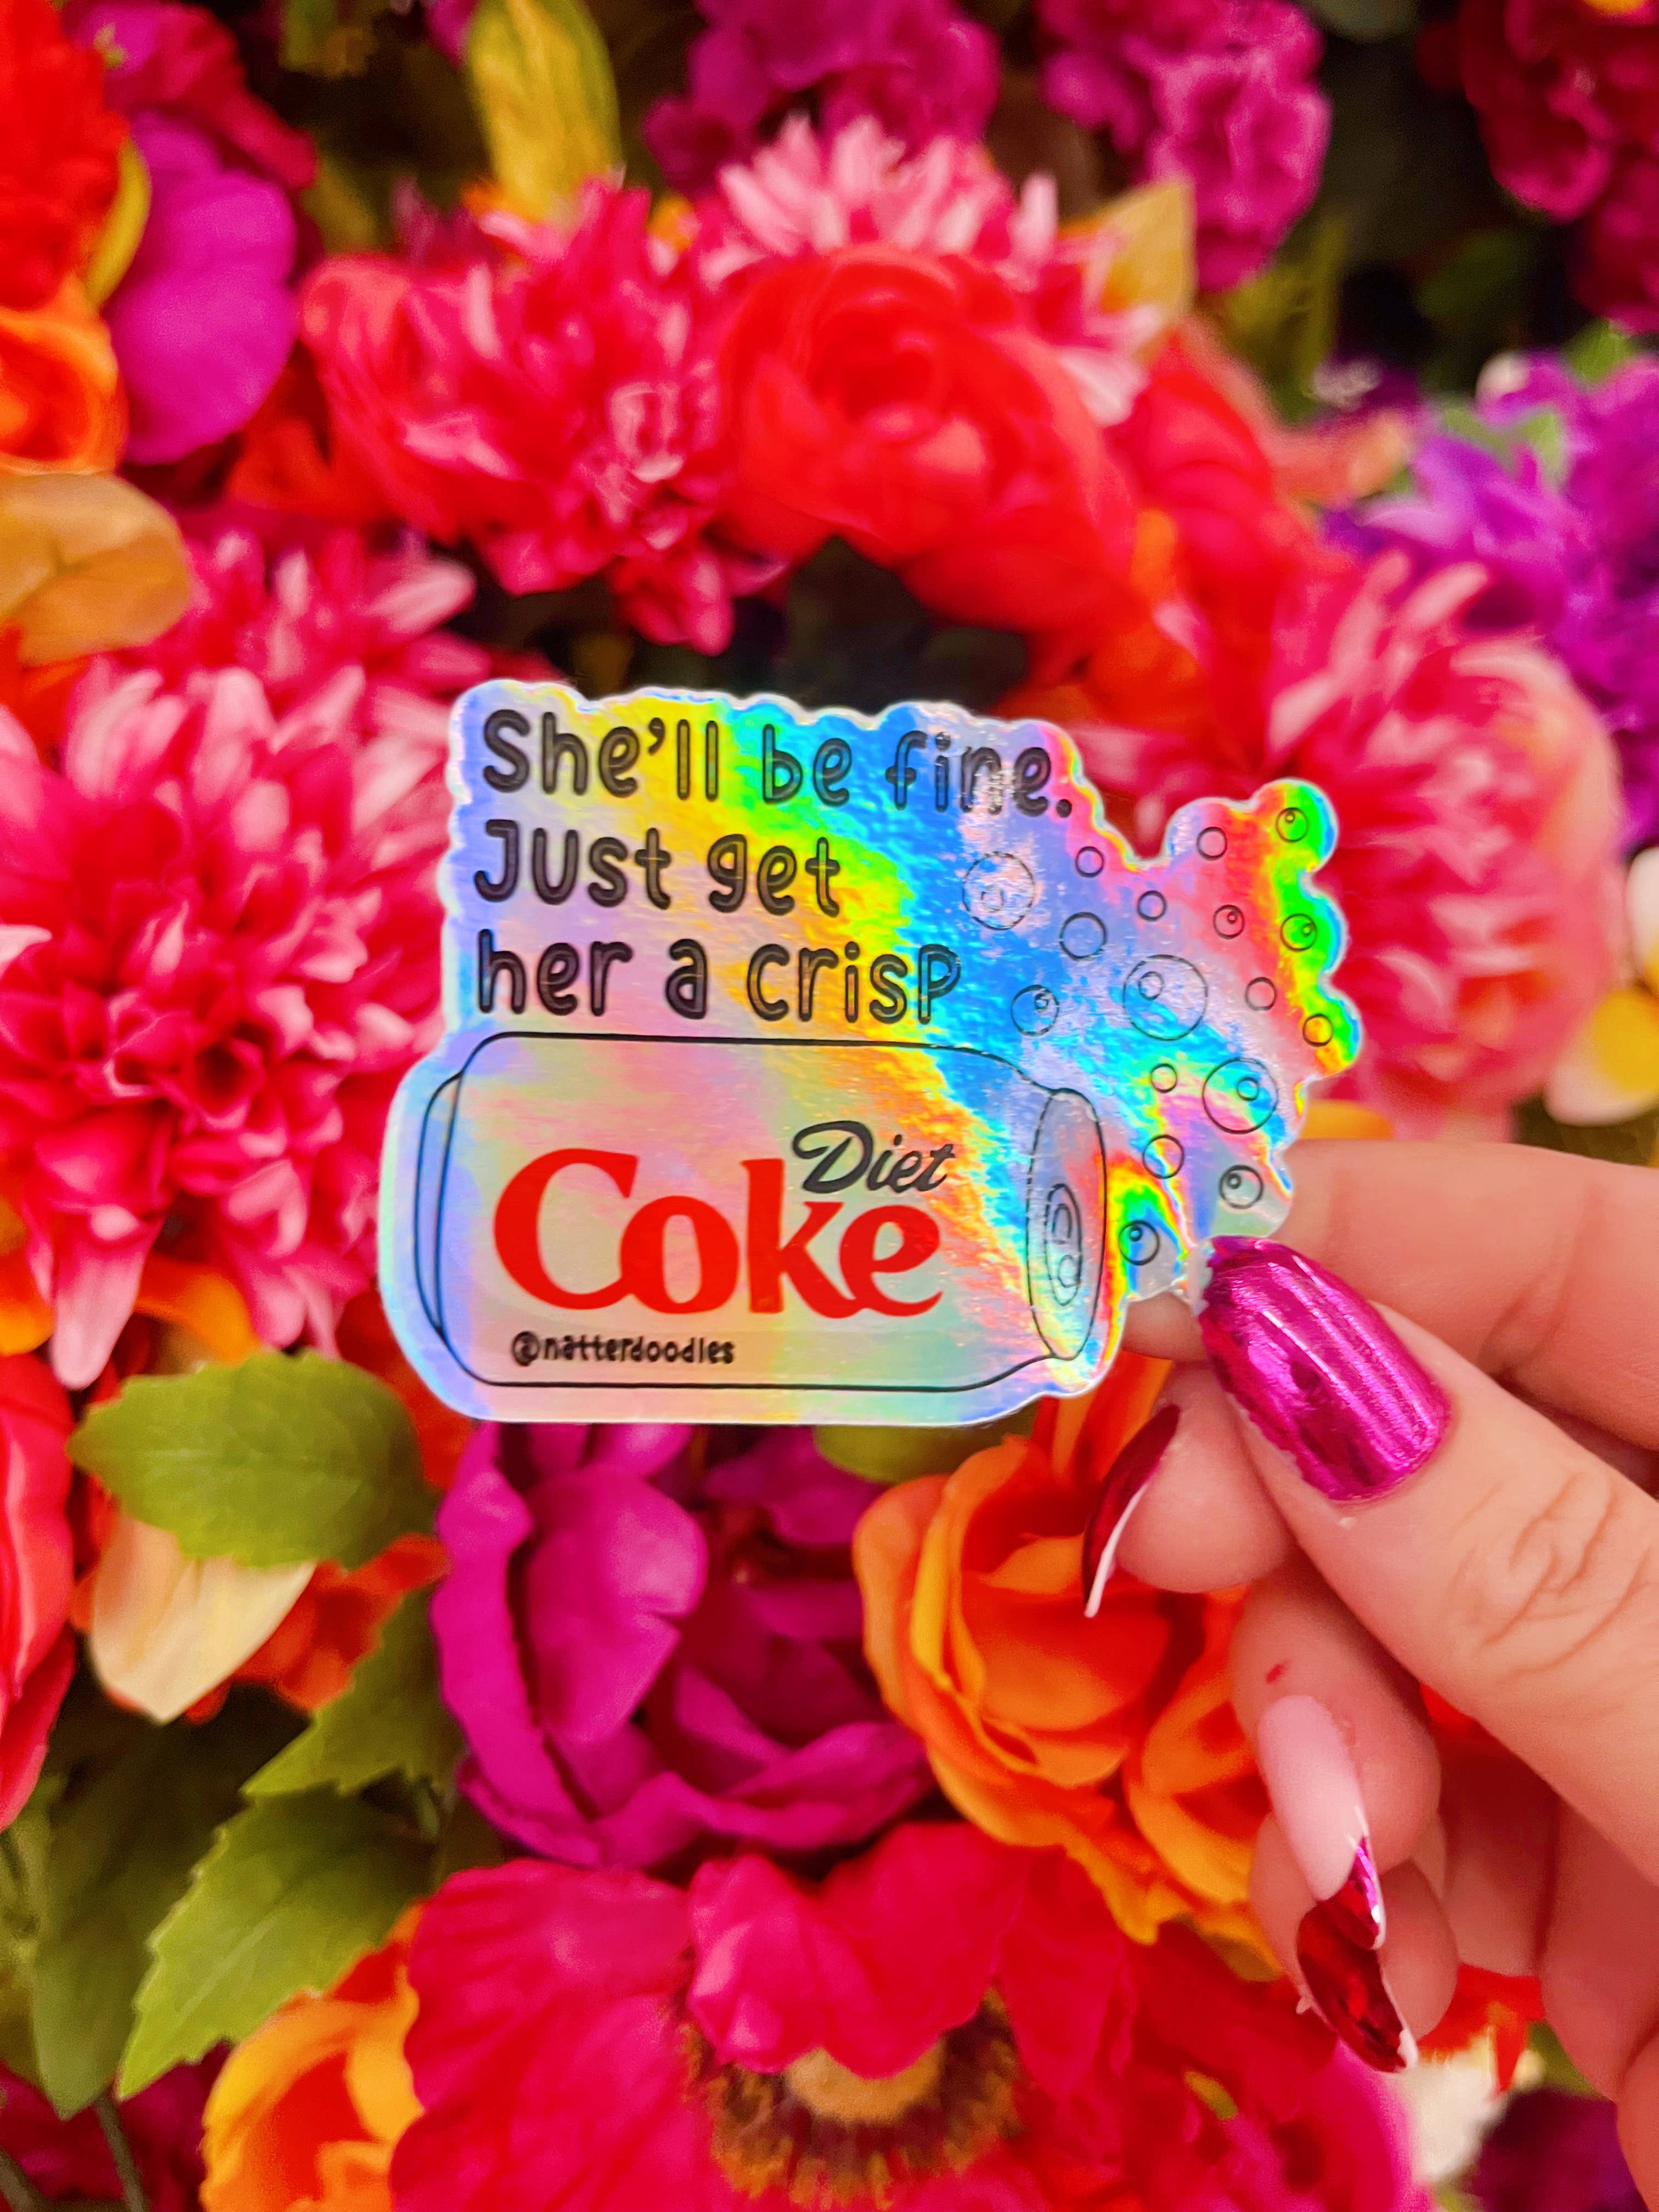 She'll be fine.
Just get
her a crisp
Diet
Coke
@natterdoodles